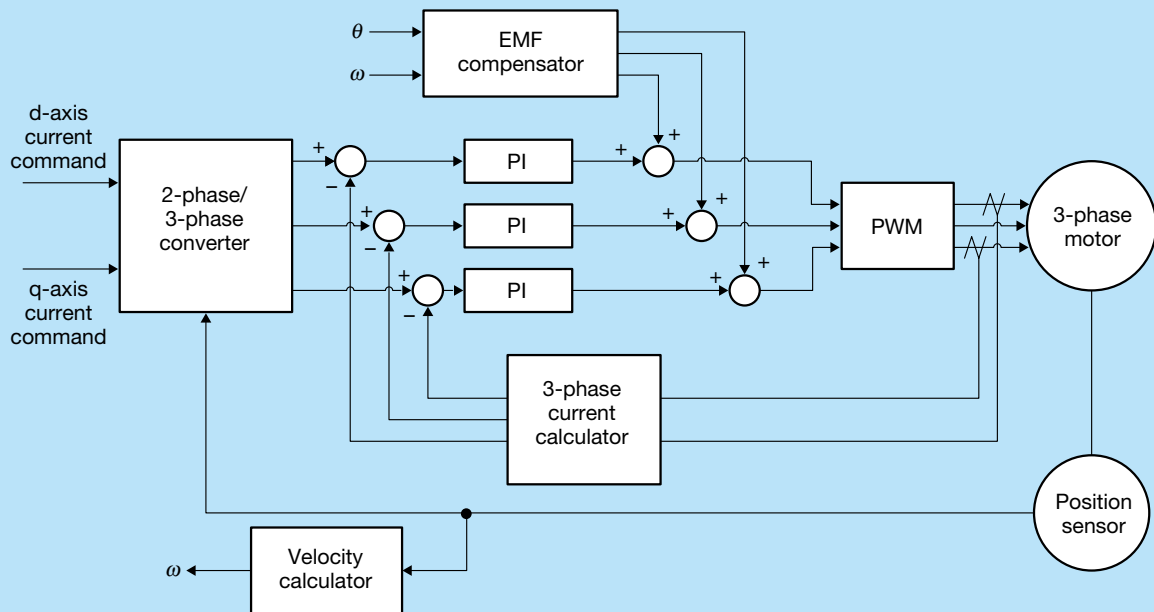 θ
ω
EMF
compensator
d-axis
current
command
q-axis
current
command
2-phase/
3-phase
converter
+
−
+
−
+
−
PI
PI
PI
+
+
+
+
+
+
PWM
3-phase
motor
3-phase
current
calculator
Position
sensor
Velocity
calculator
ω